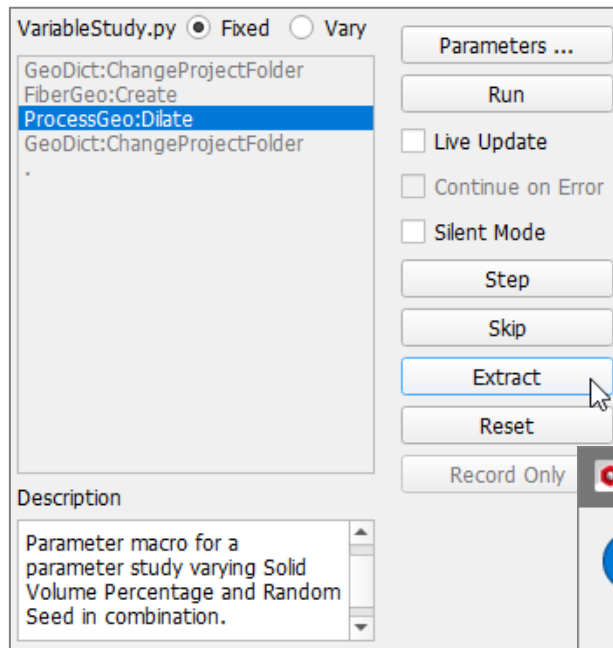 VariableStudy.py Fixed Vary
GeoDict:ChangeProjectFolder
FiberGeo:Create
ProcessGeo:Dilate
GeoDict:ChangeProjectFolder
.
Parameters ...
Run
Live Update
Continue on Error
Silent Mode
Step
Skip
Extract
Reset
Record Only
Description
Parameter macro for a
parameter study varying Solid
Volume Percentage and Random
Seed in combination.